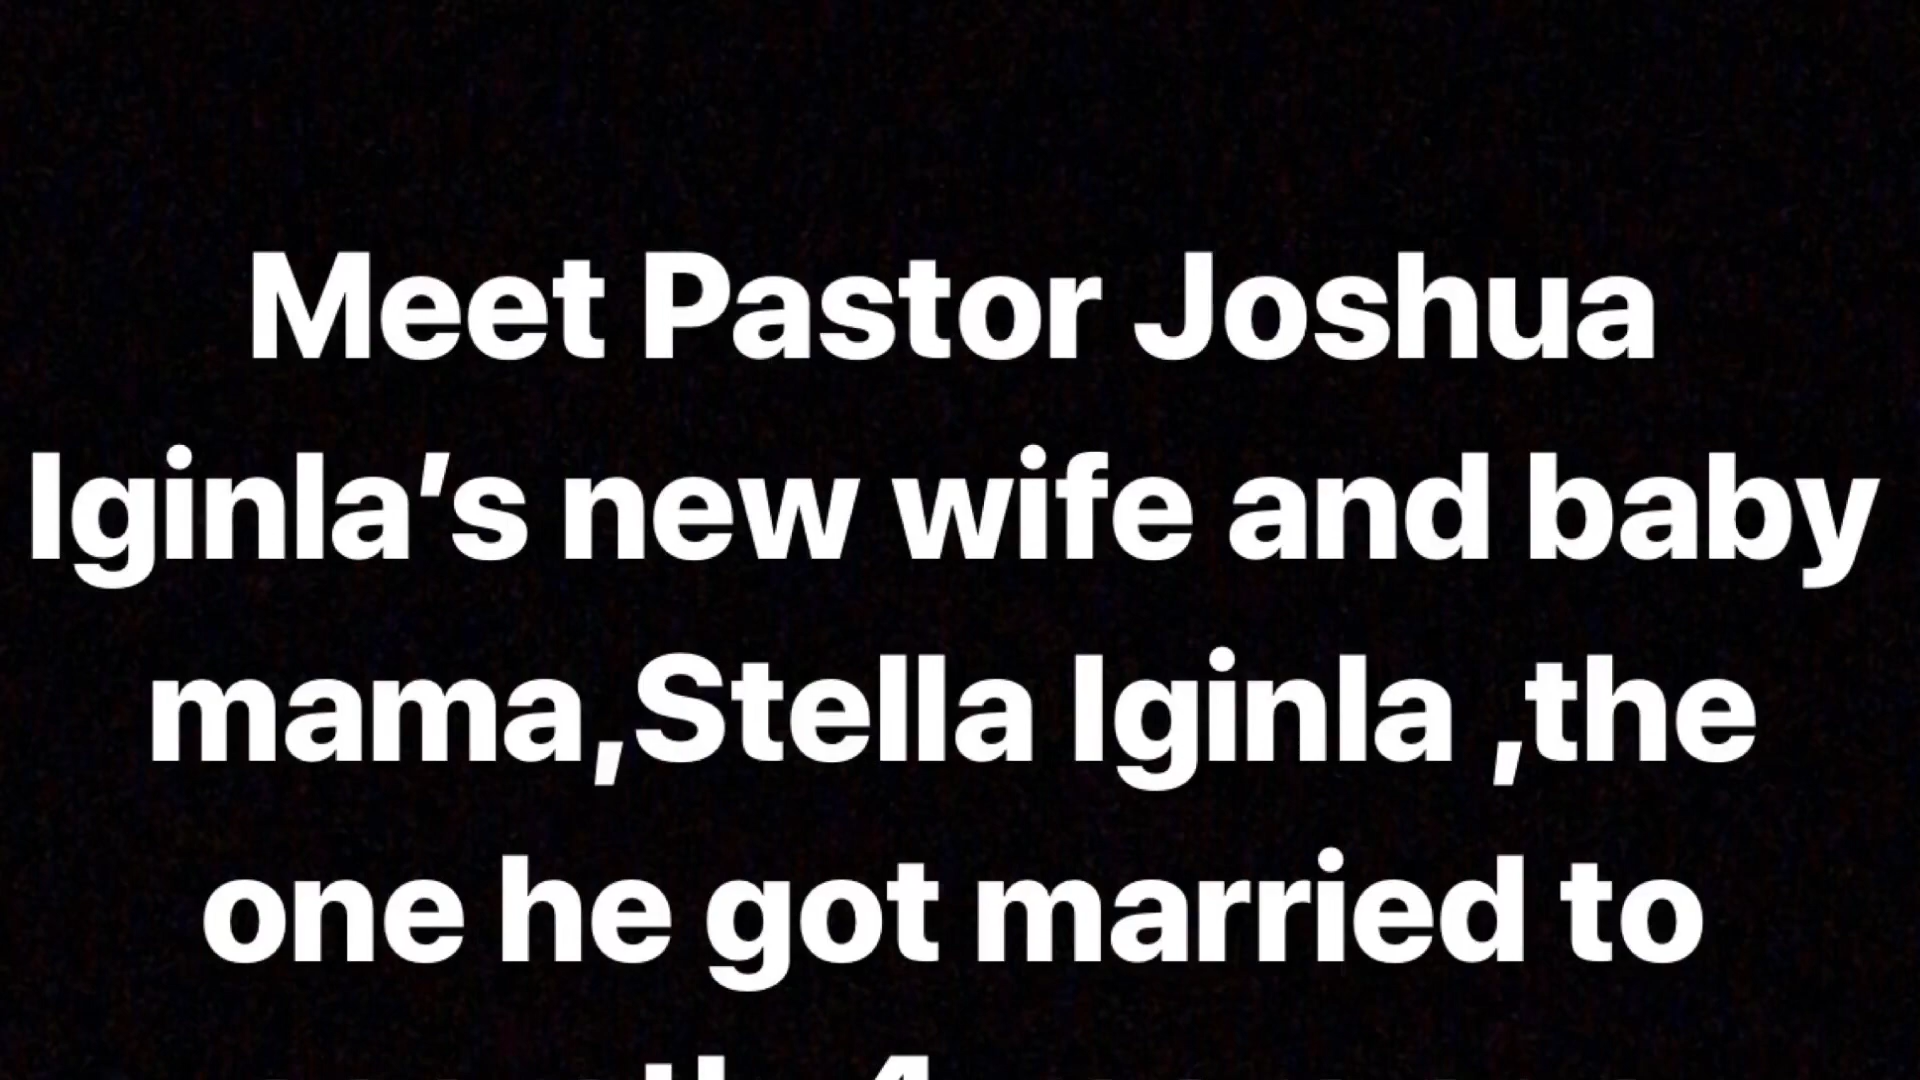 Meet Pastor Joshua
Iginla’s new wife and baby
mama,Stella Iginla ,the
one he got married to